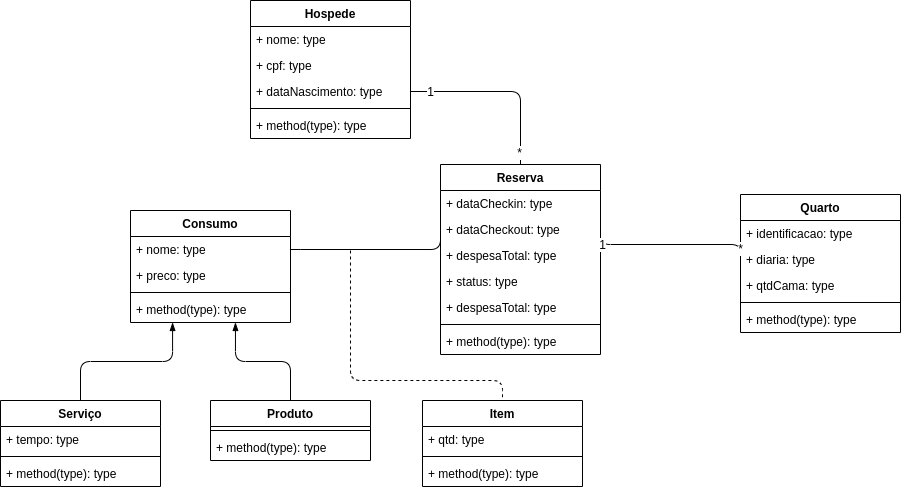 Hospede
+ nome: type
+ cpf: type
+ dataNascimento: type
+ method(type): type
1
*
Reserva
+ dataCheckin: type
+ dataCheckout: type
+ despesaTotal: type
+ status: type
+ despesaTotal: type
+ method(type): type
1
*
Quarto
+ identificacao: type
+ diaria: type
+ qtdCama: type
+ method(type): type
Consumo
+ nome: type
+ preco: type
+ method(type): type
Serviço
+ tempo: type
+ method(type): type
Produto
+ method(type): type
Item
+ qtd: type
+ method(type): type